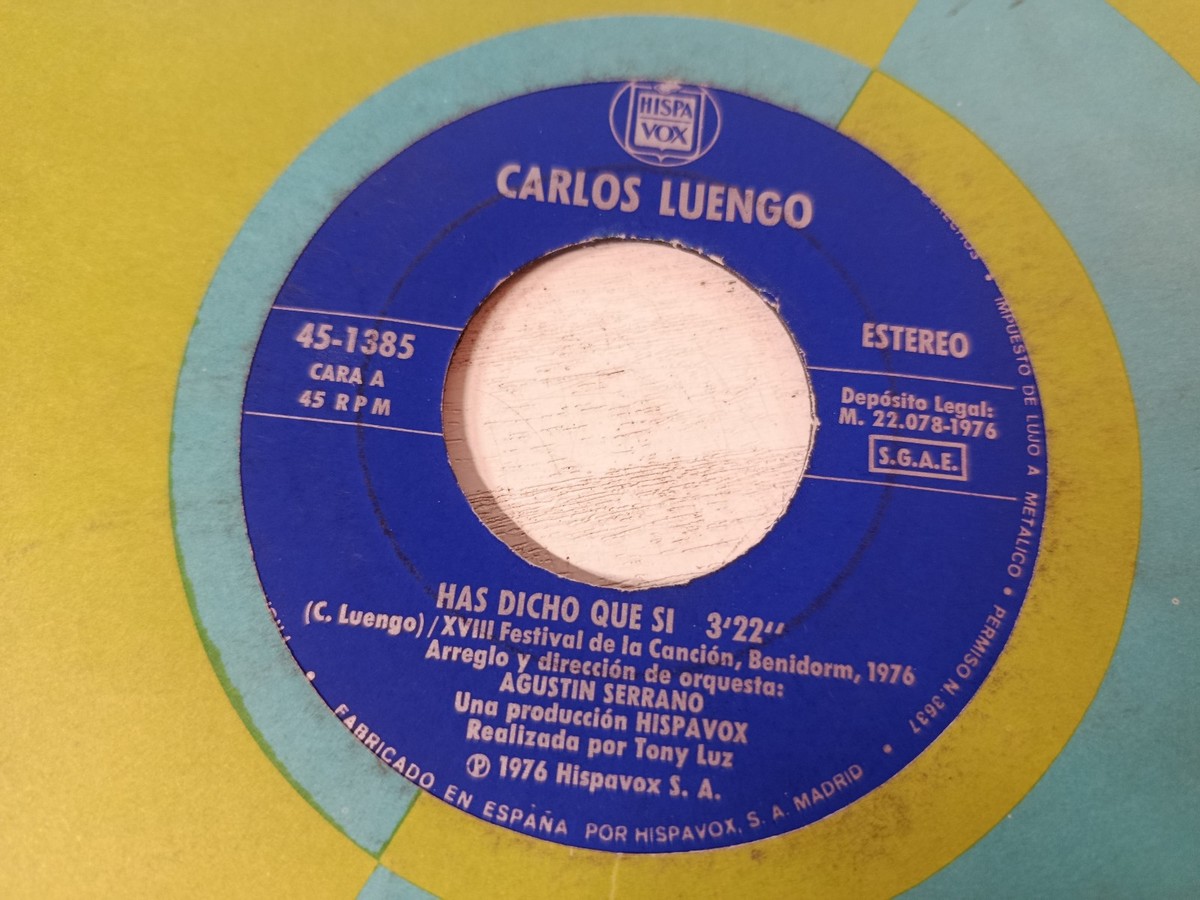 HISPA
VOX
CARLOS LUENGO
45-1385
CARA A
45 RPM
ESTEREO
Depósito Legal:
M. 22.078-1976
S.G.A.E.
HAS DICHO QUE SI 3'22''
(C. Luengo)/XVIII Festival de la Canción, Benidorm, 1976
Arreglo y dirección de orquesta:
AGUSTIN SERRANO
Una producción HISPAVOX
Realizada por Tony Luz
℗ 1976 Hispavox S. A.
• FABRICADO EN ESPAÑA POR HISPAVOX, S. A. MADRID •
IMPUESTO DE LUJO A METALICO • PERMISO N. 3637